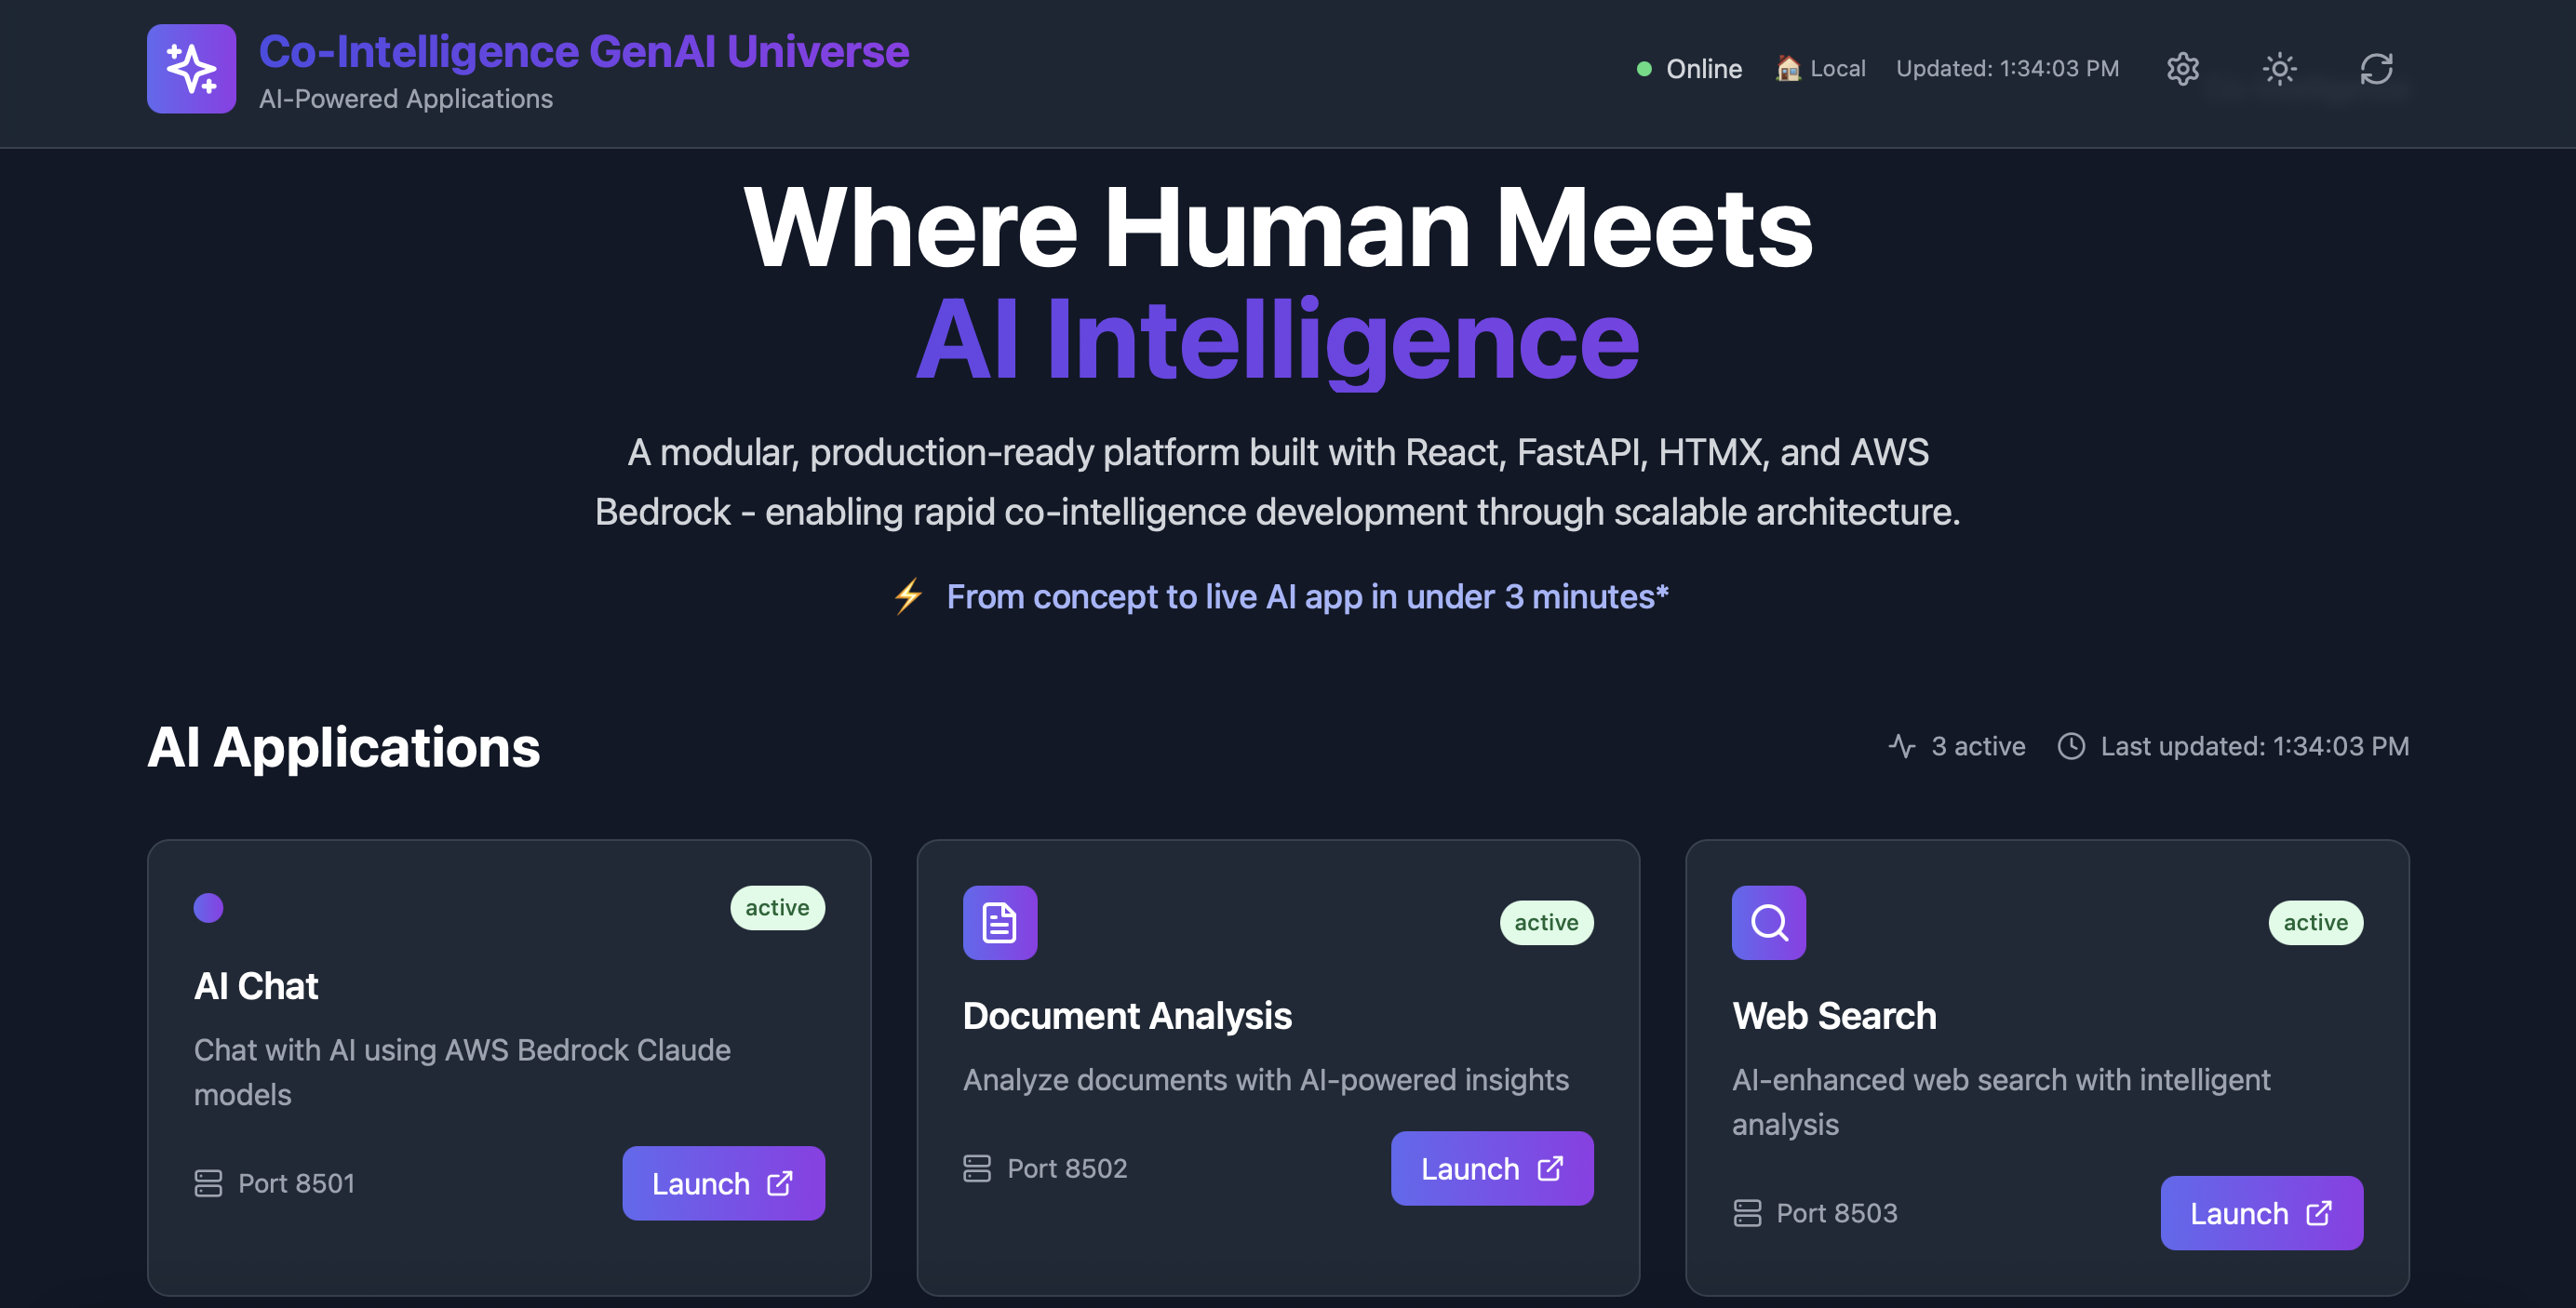 Co-Intelligence GenAI Universe
AI-Powered Applications
Online
Local
Updated: 1:34:03 PM
Where Human Meets
AI Intelligence
A modular, production-ready platform built with React, FastAPI, HTMX, and AWS
Bedrock - enabling rapid co-intelligence development through scalable architecture.
⚡ From concept to live AI app in under 3 minutes*
AI Applications
3 active
Last updated: 1:34:03 PM
active
AI Chat
Chat with AI using AWS Bedrock Claude
models
Port 8501
Launch
active
Document Analysis
Analyze documents with AI-powered insights
Port 8502
Launch
active
Web Search
AI-enhanced web search with intelligent
analysis
Port 8503
Launch